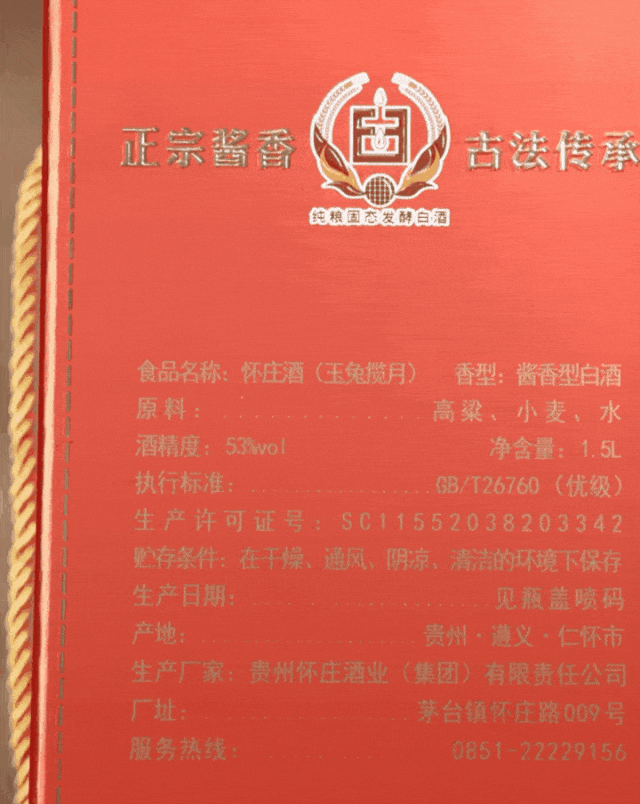 正宗酱香 古法传承
纯粮固态发酵白酒
食品名称：怀庄酒（玉兔揽月） 香型：酱香型白酒
原料：..................高粱、小麦、水
酒精度：53%vol 净含量：1.5L
执行标准：..................GB/T26760（优级）
生产许可证号：SC11552038203342
贮存条件：在干燥、通风、阴凉、清洁的环境下保存
生产日期：..................见瓶盖喷码
产地：..................贵州·遵义·仁怀市
生产厂家：贵州怀庄酒业（集团）有限责任公司
厂址：..................茅台镇怀庄路009号
服务热线：..................0851-22229156